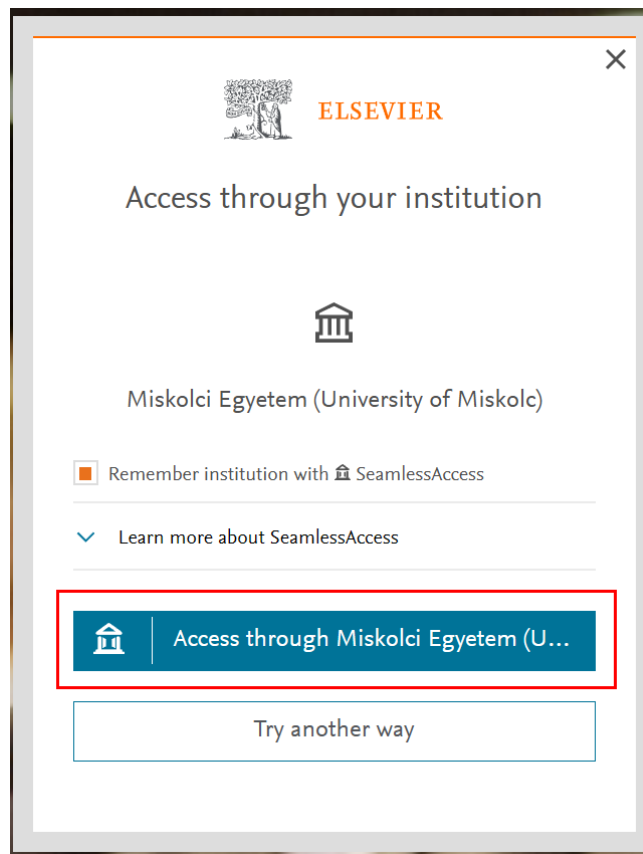 ELSEVIER
Access through your institution
Miskolci Egyetem (University of Miskolc)
Remember institution with SeamlessAccess
Learn more about SeamlessAccess
Access through Miskolci Egyetem (U...
Try another way